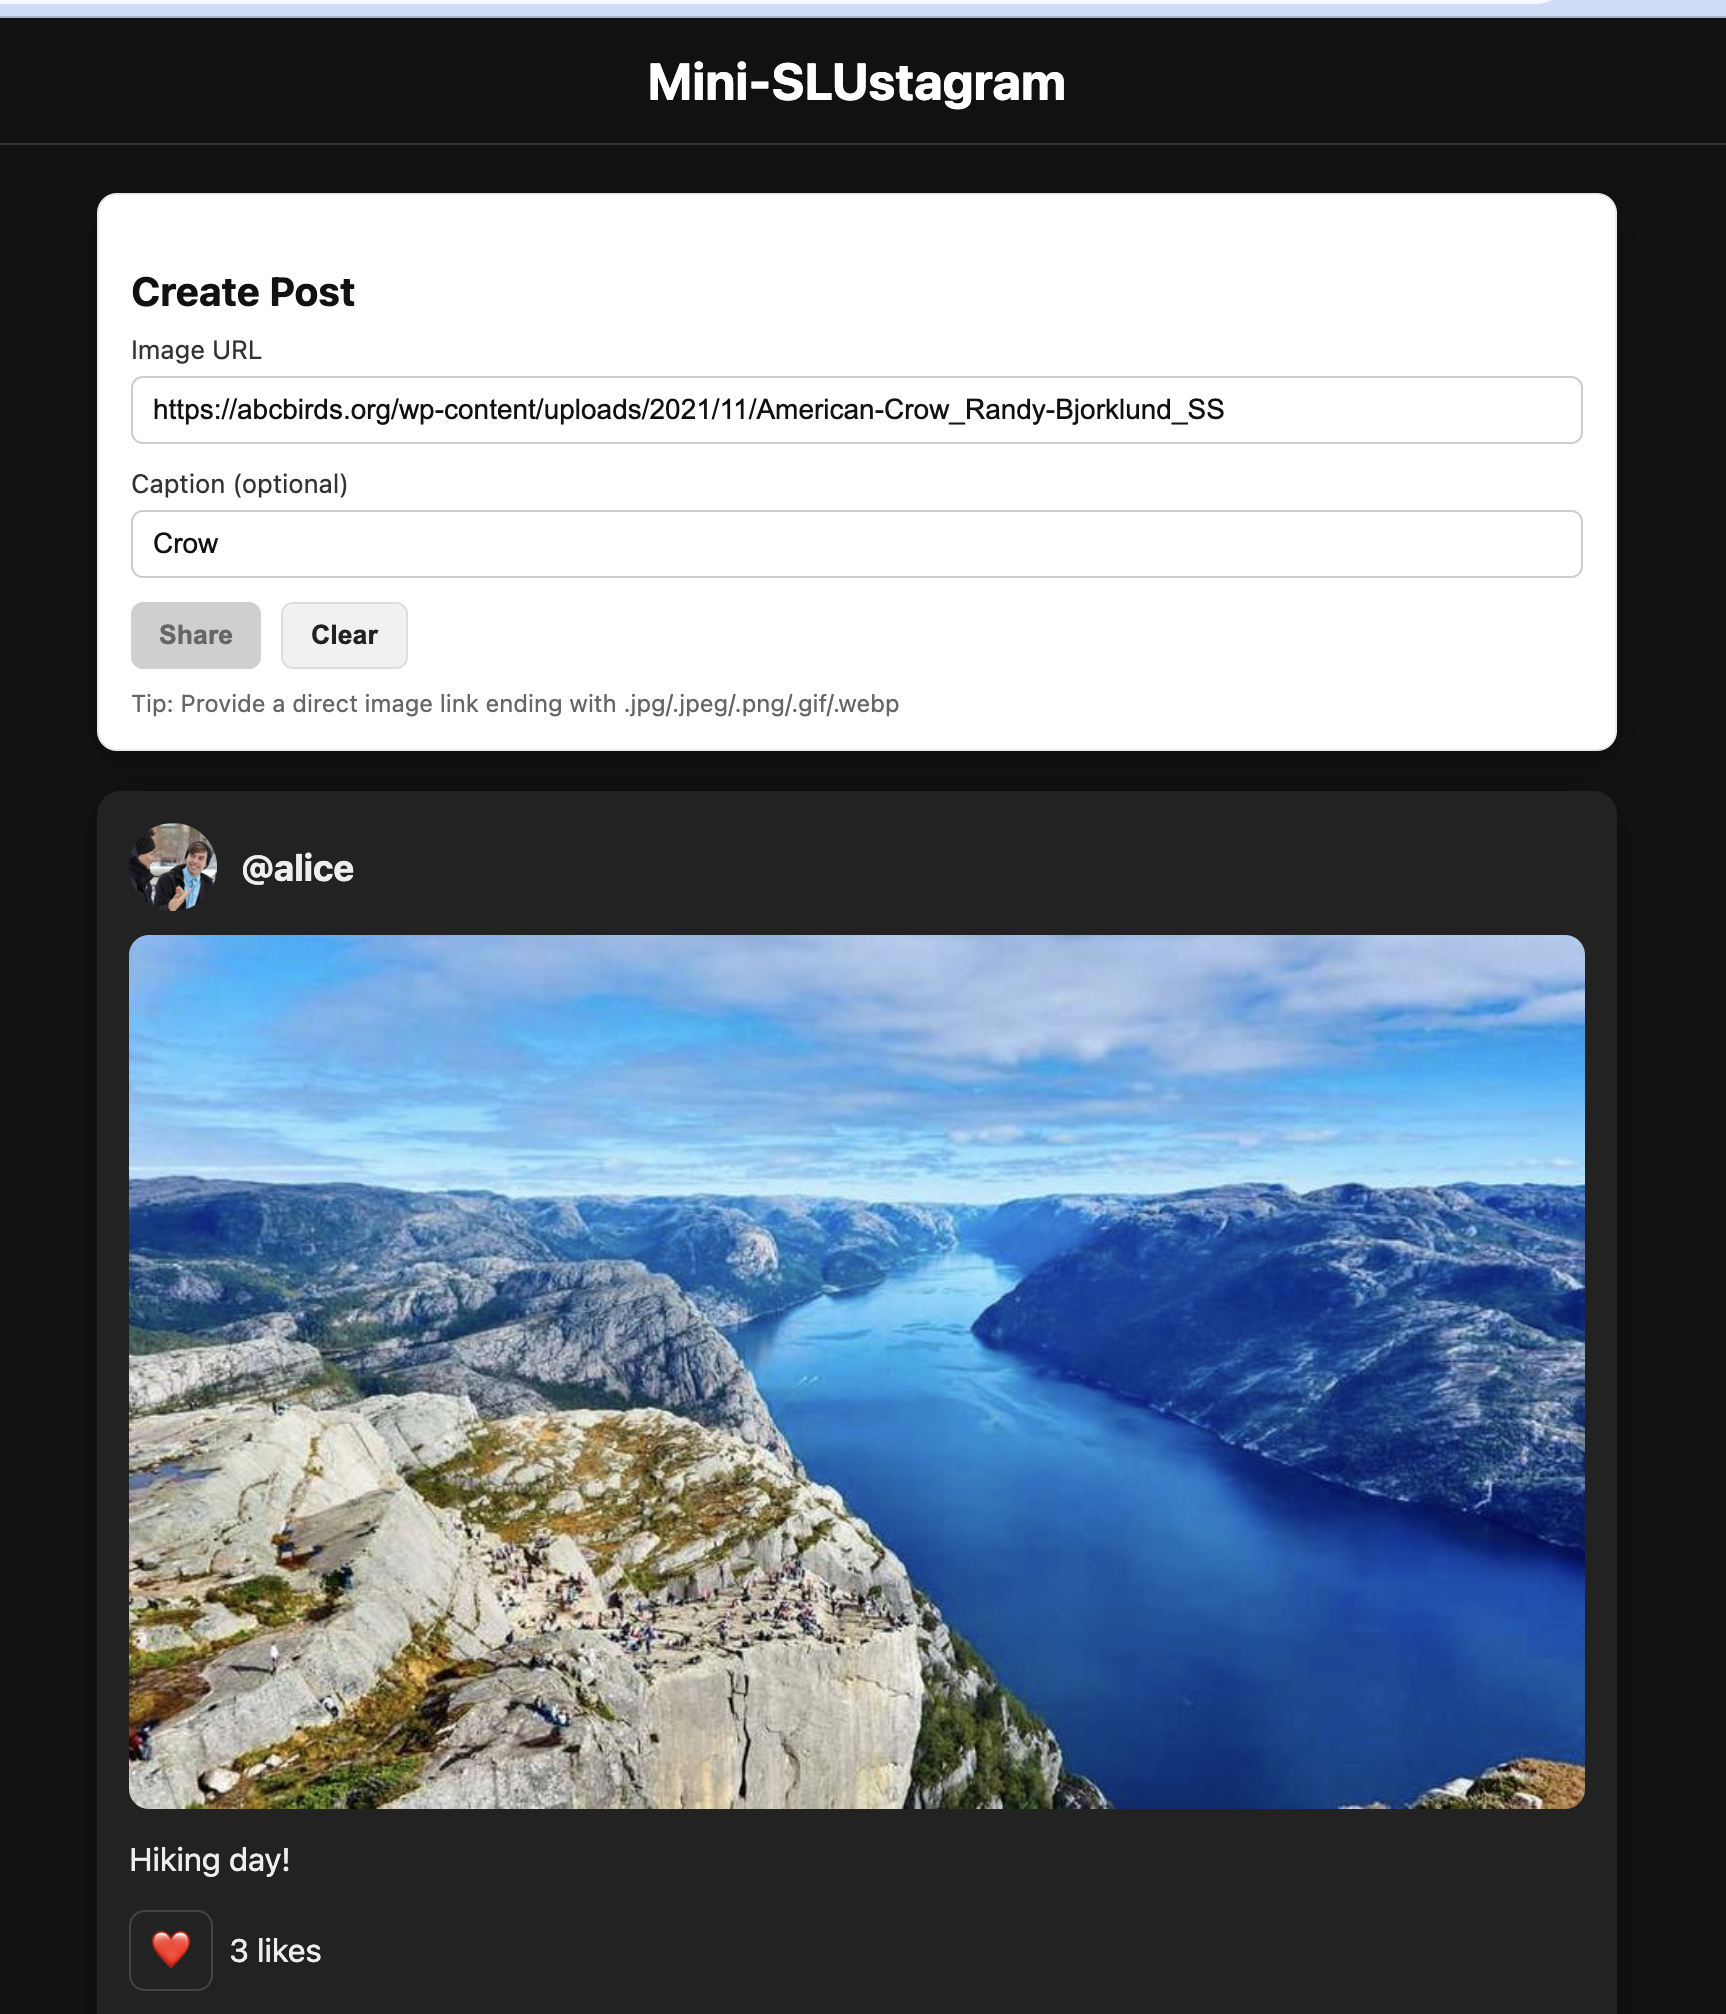 Mini-SLUstagram
Create Post
Image URL
https://abcbirds.org/wp-content/uploads/2021/11/American-Crow_Randy-Bjorklund_SS
Caption (optional)
Crow
Share Clear
Tip: Provide a direct image link ending with .jpg/.jpeg/.png/.gif/.webp
@alice
Hiking day!
3 likes